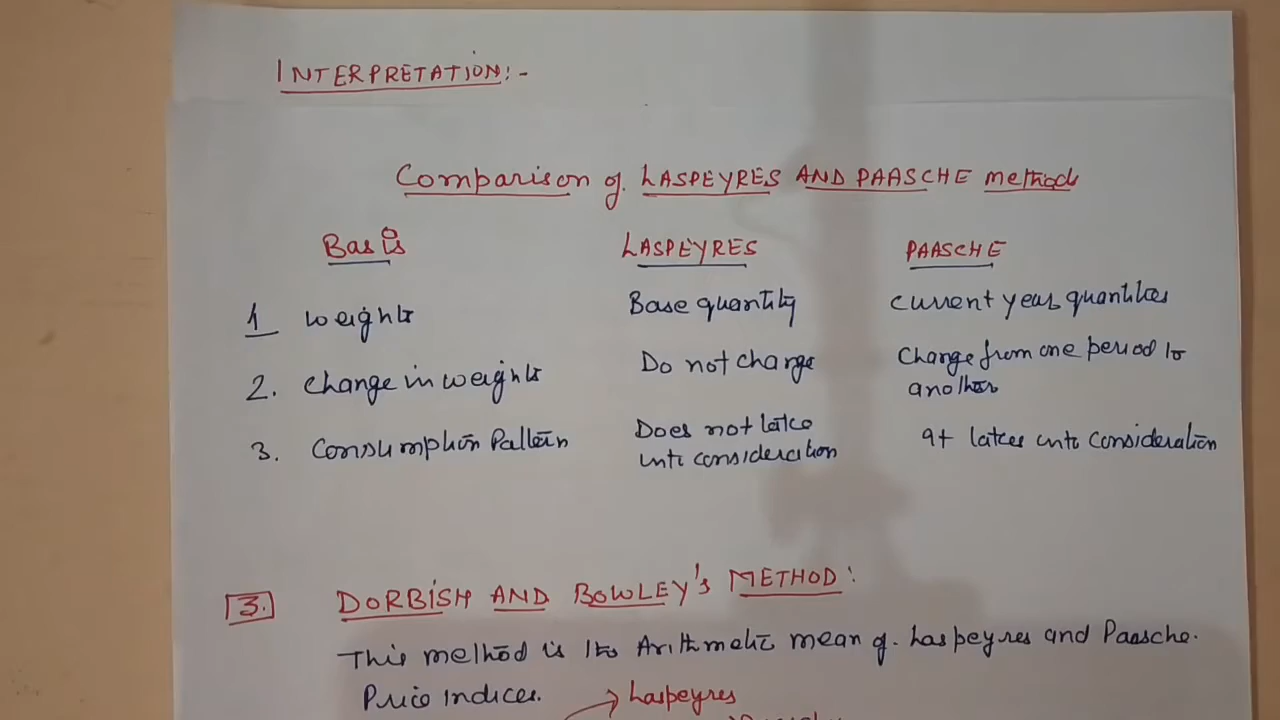 INTERPRETATION:-
Comparison of LASPEYRES AND PAASCHE method
Basis LASPEYRES PAASCHE
1 weights Base quantity current year quantities
2. change in weights Do not change Change from one period to another
3. Consumption Pattern Does not take into consideration It takes into consideration
3. DORBISH AND BOWLEY'S METHOD:
This method is the Arithmetic mean of Laspeyres and Paasche
Price indices. → Laspeyres